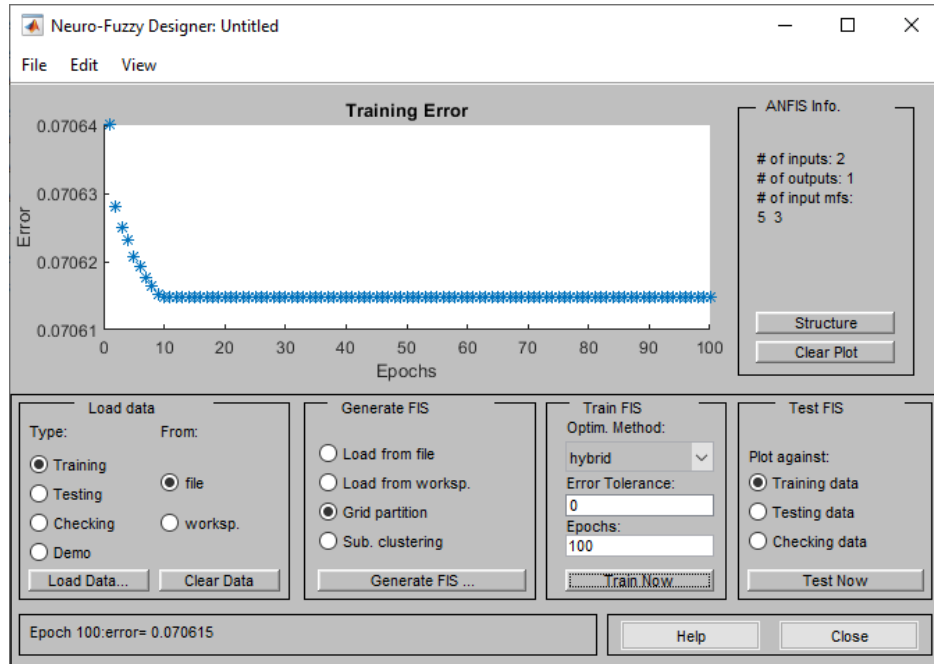 Neuro-Fuzzy Designer: Untitled
File Edit View
Training Error
0.07064
0.07063
0.07062
0.07061
Error
0 10 20 30 40 50 60 70 80 90 100
Epochs
ANFIS Info.
# of inputs: 2
# of outputs: 1
# of input mfs:
5 3
Structure
Clear Plot
Load data
Type: From:
Training
Testing
Checking
Demo
file
worksp.
Load Data... Clear Data
Generate FIS
Load from file
Load from worksp.
Grid partition
Sub. clustering
Generate FIS ...
Train FIS
Optim. Method:
hybrid
Error Tolerance:
0
Epochs:
100
Train Now
Test FIS
Plot against:
Training data
Testing data
Checking data
Test Now
Epoch 100:error= 0.070615
Help Close